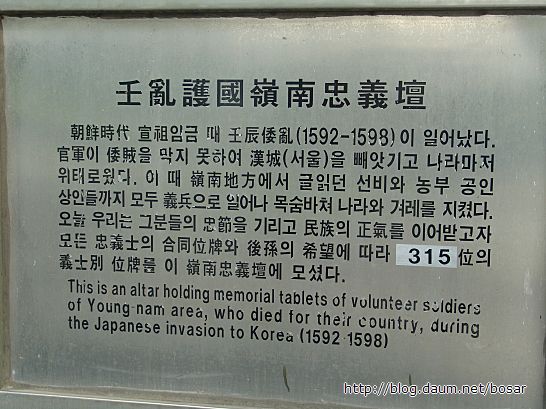 壬亂護國嶺南忠義壇
朝鮮時代 宣祖임금 때 壬辰倭亂(1592-1598)이 일어났다.
官軍이 倭賊을 막지 못하여 漢城(서울)을 빼앗기고 나라마저
위태로웠다. 이 때 嶺南地方에서 글읽던 선비와 농부 공인
상인들까지 모두 義兵으로 일어나 목숨바쳐 나라와 겨레를 지켰다.
오늘 우리는 그분들의 忠節을 기리고 民族의 正氣를 이어받고자
모든 忠義士의 合同位牌와 後孫의 희망에 따라 315位의
義士別 位牌를 이 嶺南忠義壇에 모셨다.
This is an altar holding memorial tablets of volunteer soldiers
of Young-nam area, who died for their country, during
the Japanese invasion to Korea (1592-1598)
http://blog.daum.net/bosar